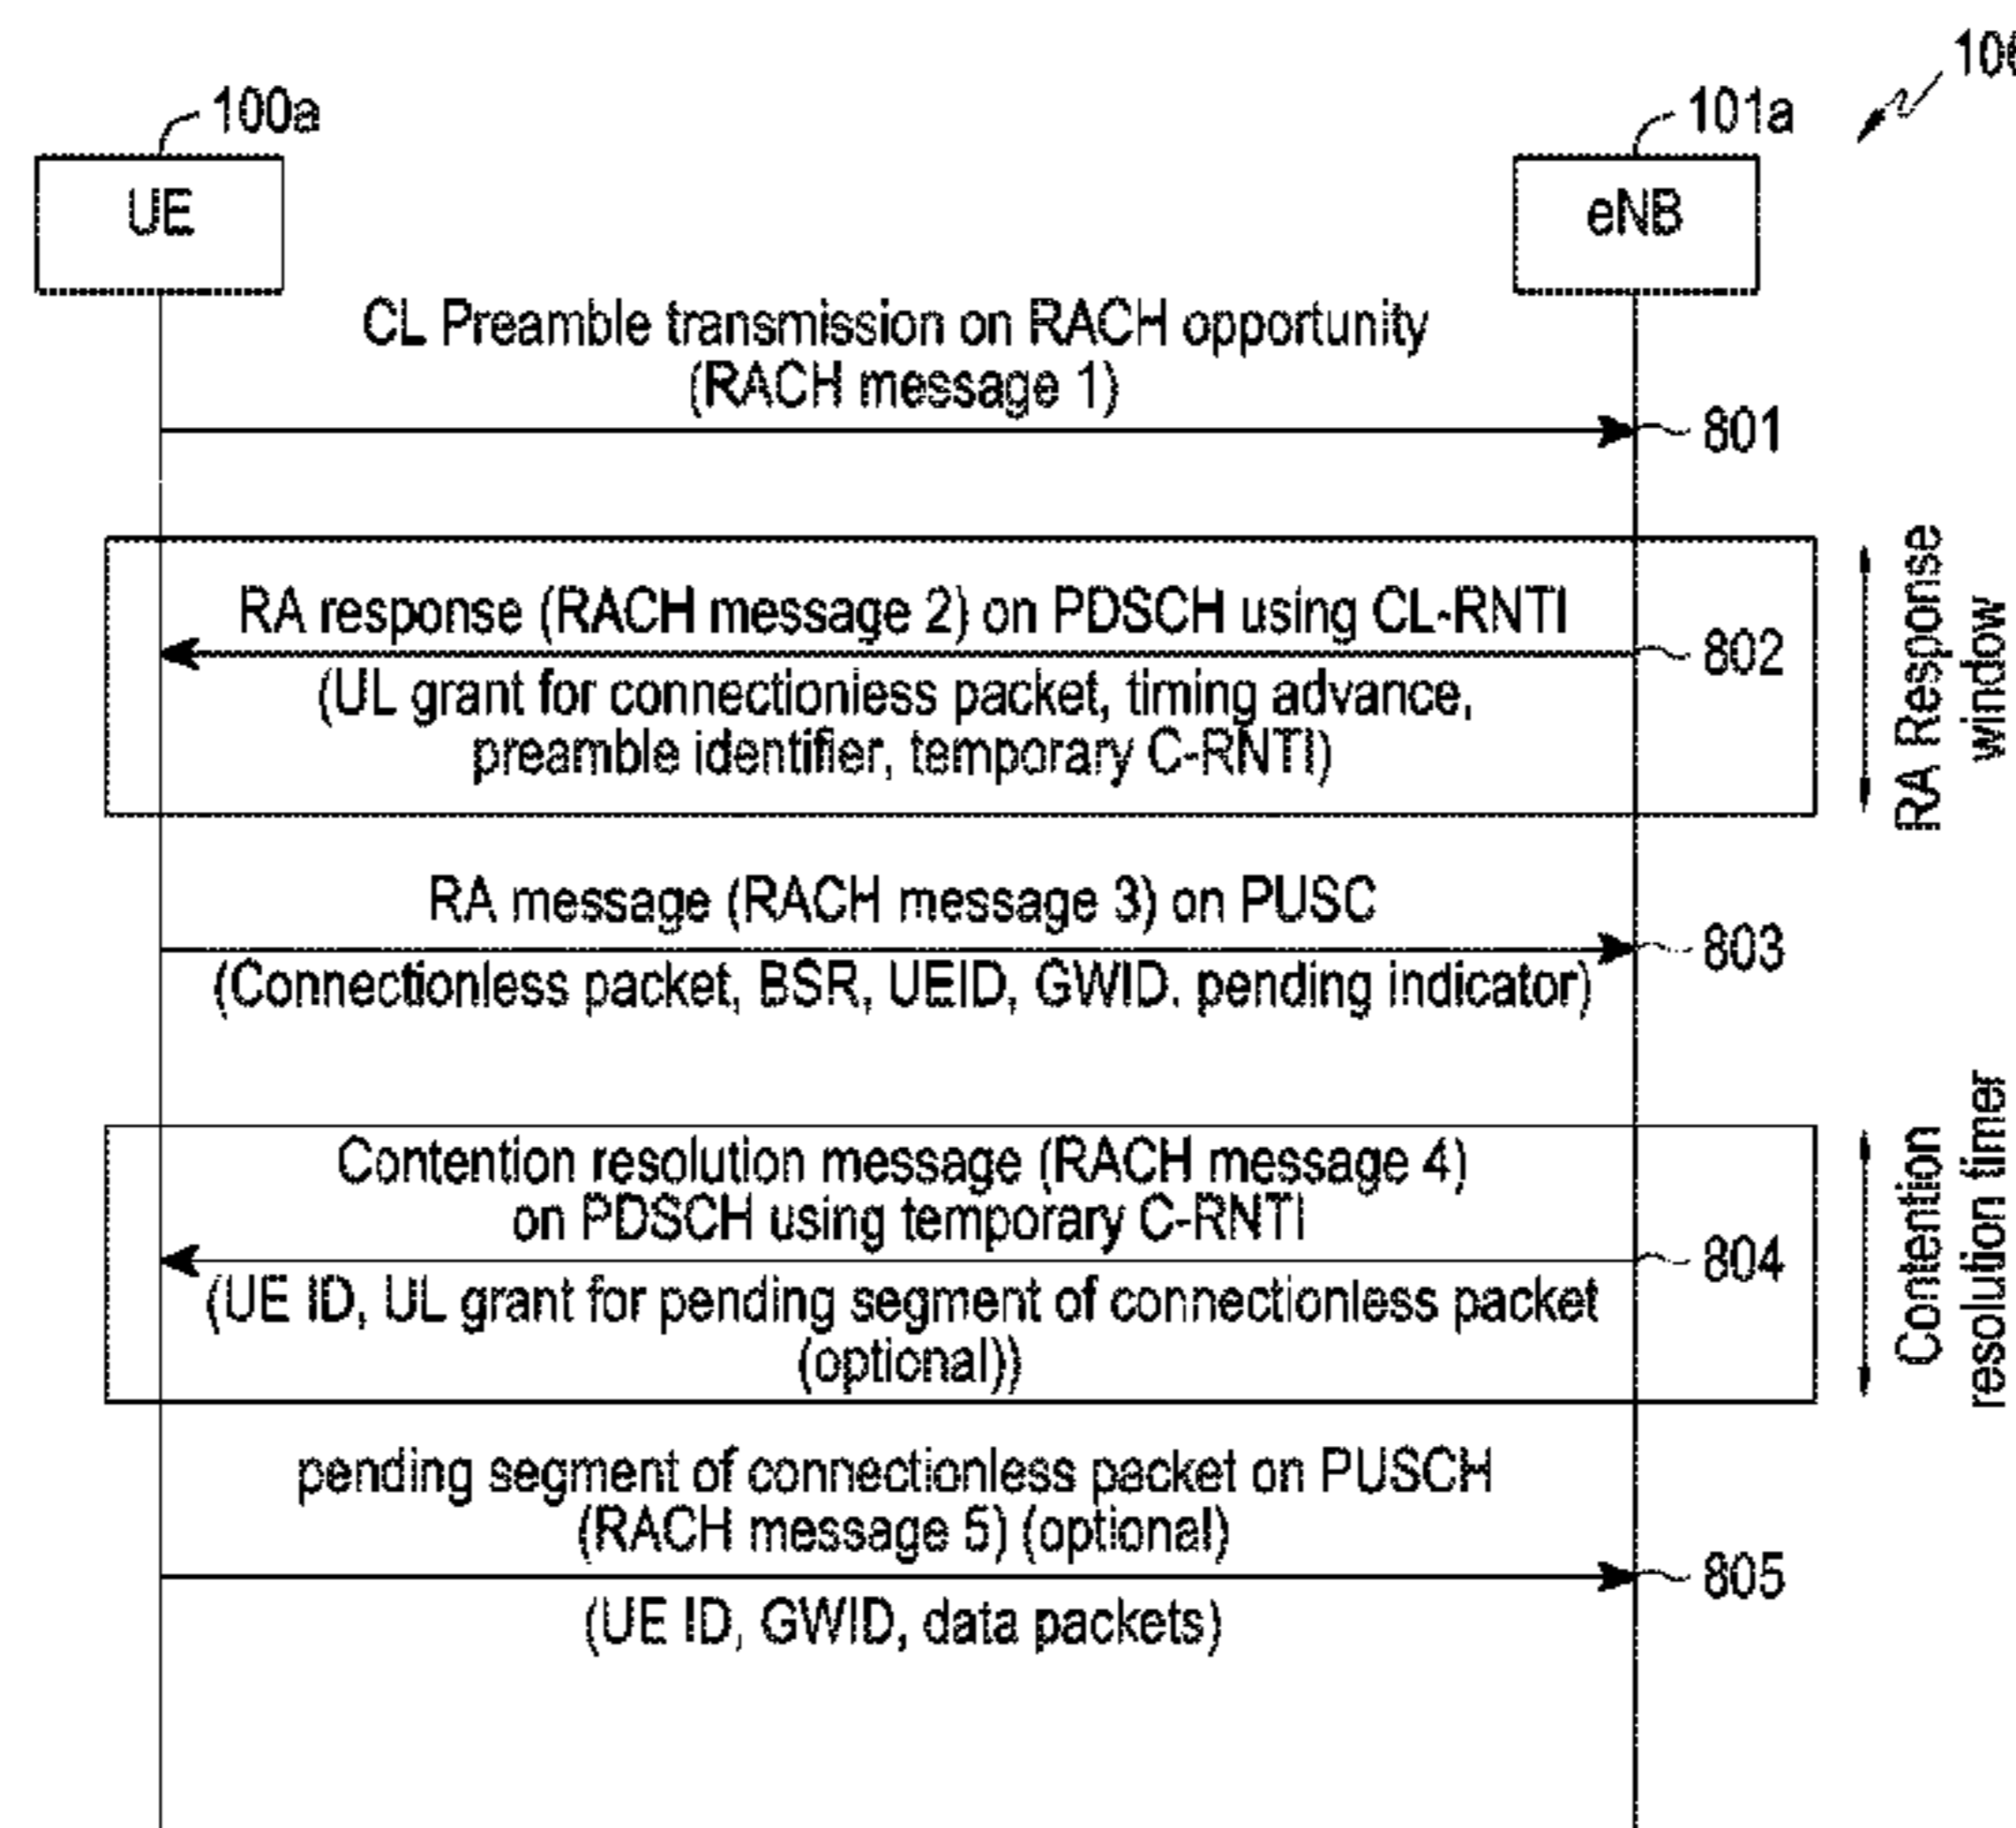 106
100a
101a
UE
eNB
CL Preamble transmission on RACH opportunity
(RACH message 1)
801
RA response (RACH message 2) on PDSCH using CL-RNTI
802
(UL grant for connectionless packet, timing advance,
preamble identifier, temporary C-RNTI)
RA Response
window
RA message (RACH message 3) on PUSC
803
(Connectionless packet, BSR, UEID, GWID. pending indicator)
Contention resolution message (RACH message 4)
on PDSCH using temporary C-RNTI
804
(UE ID, UL grant for pending segment of connectionless packet
(optional))
Contention
resolution timer
pending segment of connectionless packet on PUSCH
(RACH message 5) (optional)
805
(UE ID, GWID, data packets)